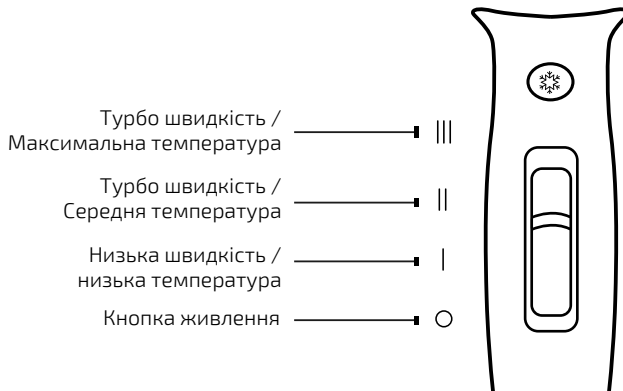 Турбо швидкість /
Максимальна температура
|||
Турбо швидкість /
Середня температура
||
Низька швидкість /
низька температура
|
Кнопка живлення